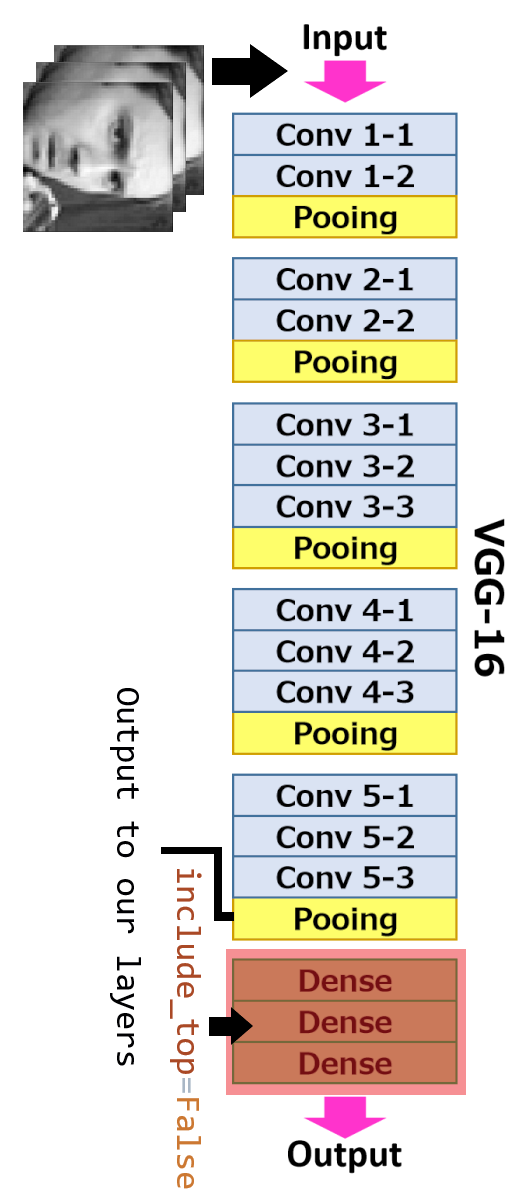 Input
Conv 1-1
Conv 1-2
Pooing
Conv 2-1
Conv 2-2
Pooing
Conv 3-1
Conv 3-2
Conv 3-3
Pooing
VGG-16
Conv 4-1
Conv 4-2
Conv 4-3
Pooing
Output to our layers
Conv 5-1
Conv 5-2
Conv 5-3
Pooing
include_top=False
Dense
Dense
Dense
Output